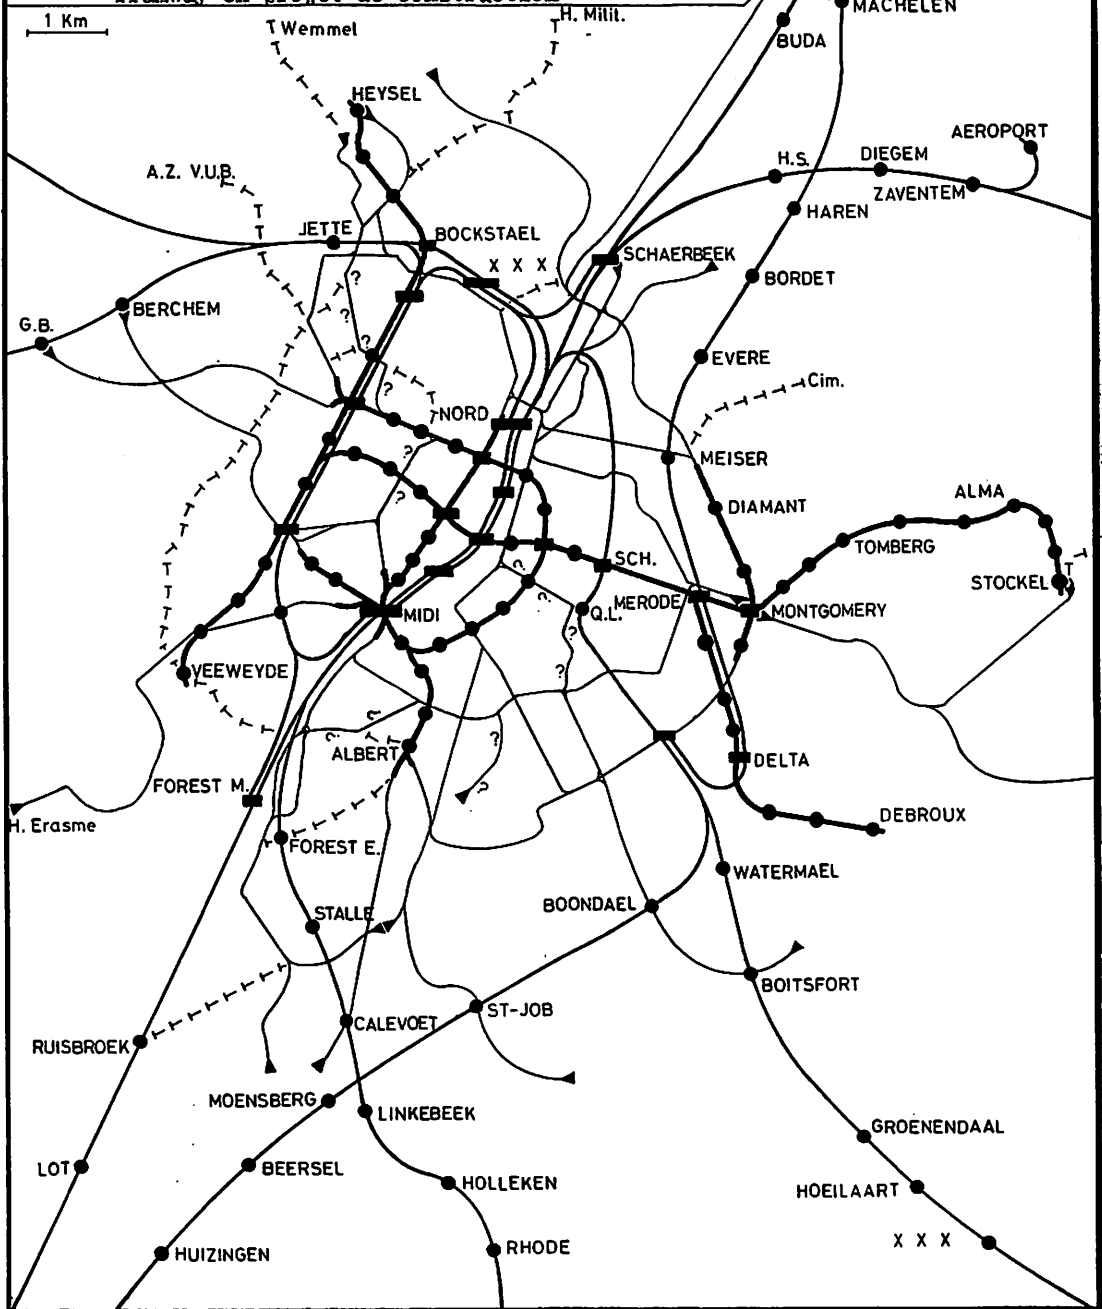 1 Km
Wemmel
H. Milit.
MACHELEN
BUDA
HEYSEL
AEROPORT
A.Z. V.U.B.
H.S.
DIEGEM
ZAVENTEM
HAREN
JETTE
BOCKSTAEL
X X X
SCHAERBEEK
BORDET
?
BERCHEM
?
G.B.
?
EVERE
Cim.
?
NORD
?
MEISER
?
DIAMANT
ALMA
TOMBERG
SCH.
?
STOCKEL
?
MERODE
MIDI
Q.L.
MONTGOMERY
?
VEEWEYDE
?
?
?
?
ALBERT
DELTA
FOREST M.
?
H. Erasme
DEBROUX
FOREST E.
WATERMAEL
BOONDAEL
STALLE
BOITSFORT
ST-JOB
CALEVOET
RUISBROEK
MOENSBERG
LINKEBEEK
GROENENDAAL
LOT
BEERSEL
HOLLEKEN
HOEILAART
X X X
HUIZINGEN
RHODE